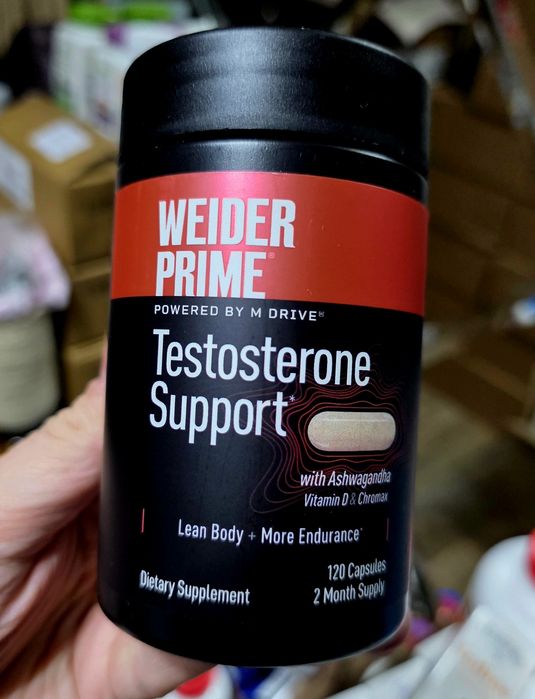 WEIDER
PRIME®
POWERED BY M DRIVE®
Testosterone
Support*
with Ashwagandha
Vitamin D & Chromax
Lean Body + More Endurance*
120 Capsules
Dietary Supplement
2 Month Supply